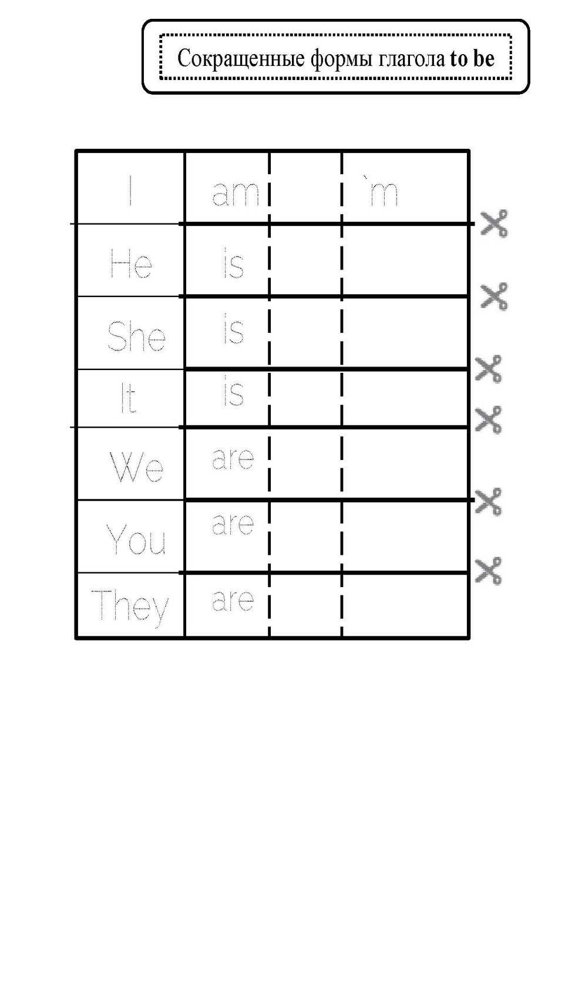 Сокращенные формы глагола to be
I am `m
He is
She is
It is
We are
You are
They are